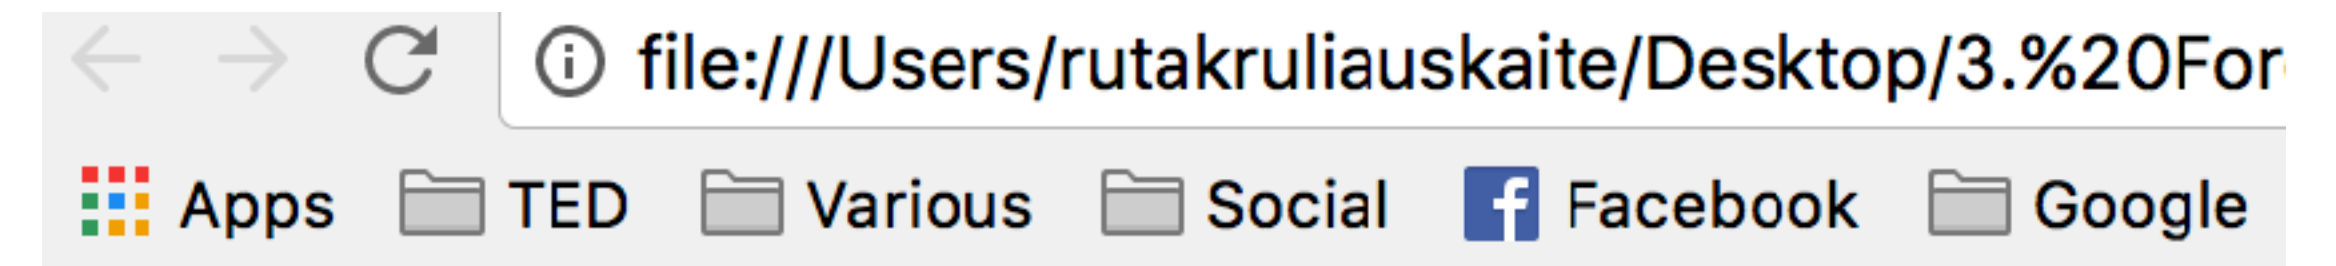 file:///Users/rutakruliauskaite/Desktop/3.%20For
Apps TED Various Social Facebook Google